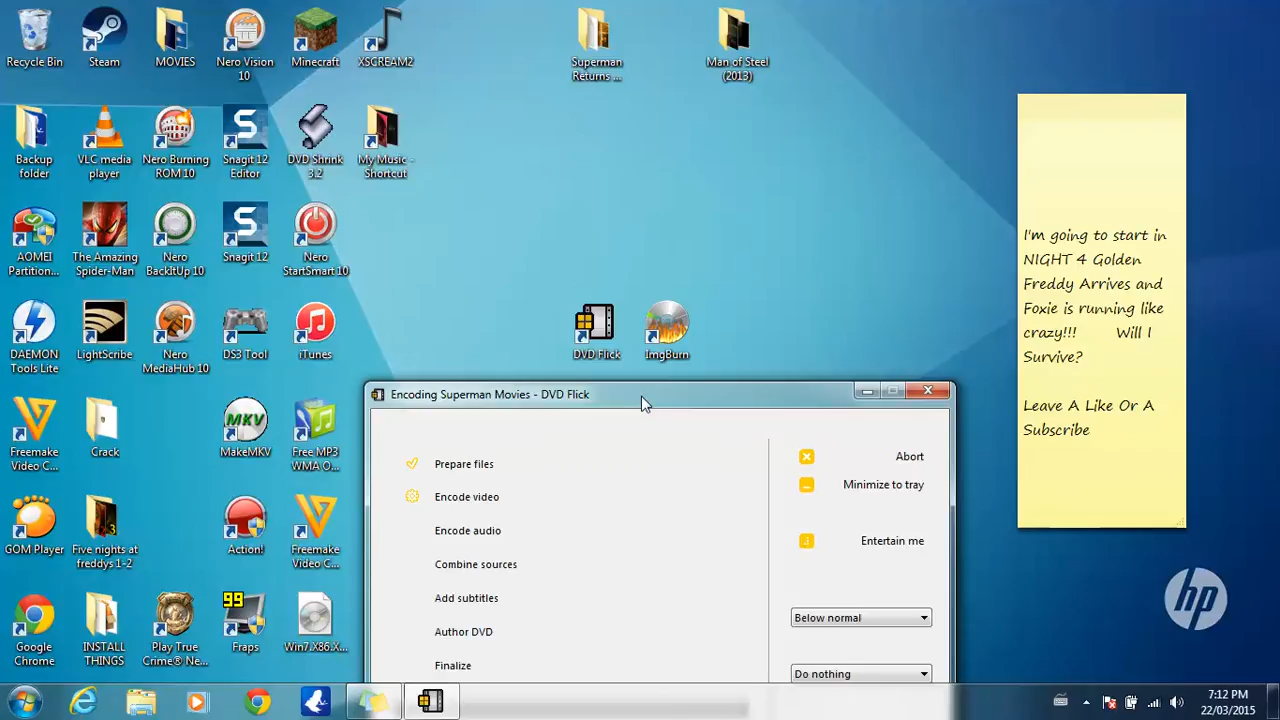 Recycle Bin
Steam
MOVIES
Nero Vision
10
Minecraft
XSCREAM2
Superman
Returns ...
Man of Steel
(2013)
Backup
folder
VLC media
player
Nero Burning
ROM 10
Snagit 12
Editor
DVD Shrink
3.2
My Music -
Shortcut
AOMEI
Partition...
The Amazing
Spider-Man
Nero
BackItUp 10
Snagit 12
Nero
StartSmart 10
I'm going to start in
NIGHT 4 Golden
Freddy Arrives and
Foxie is running like
crazy!!! Will I
Survive?
Leave A Like Or A
Subscribe
DAEMON
Tools Lite
LightScribe
Nero
MediaHub 10
DS3 Tool
iTunes
DVD Flick
ImgBurn
Freemake
Video C...
Crack
MKV
MakeMKV
Free MP3
WMA O...
GOM Player
3
Five nights at
freddys 1-2
Action!
Freemake
Video C...
Google
Chrome
INSTALL
THINGS
Play True
Crime® Ne...
99
Fraps
Win7.X86.X...
Encoding Superman Movies - DVD Flick
Prepare files
Encode video
Encode audio
Combine sources
Add subtitles
Author DVD
Finalize
Abort
Minimize to tray
Entertain me
Below normal
Do nothing
hp
7:12 PM
22/03/2015